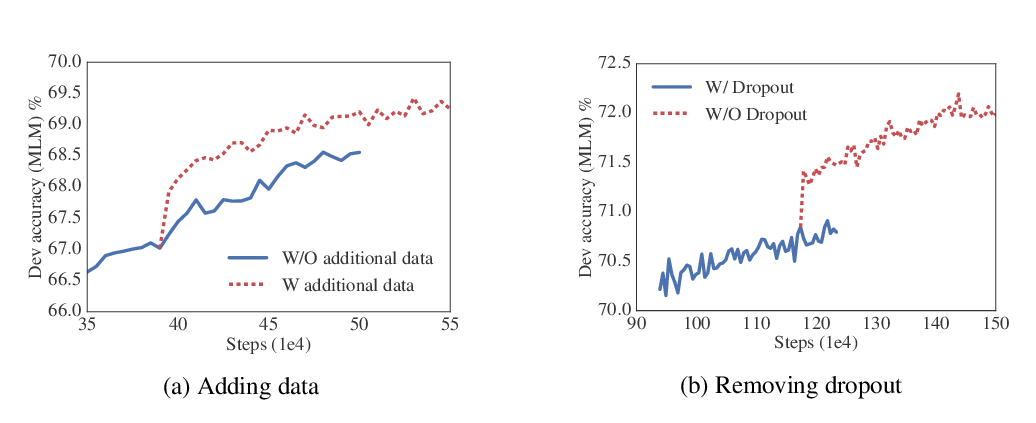 70.0
69.5
69.0
68.5
68.0
67.5
67.0
66.5
66.0
35 40 45 50 55
Dev accuracy (MLM) %
Steps (1e4)
W/O additional data
W additional data
(a) Adding data
72.5
72.0
71.5
71.0
70.5
70.0
90 100 110 120 130 140 150
Dev accuracy (MLM) %
Steps (1e4)
W/ Dropout
W/O Dropout
(b) Removing dropout